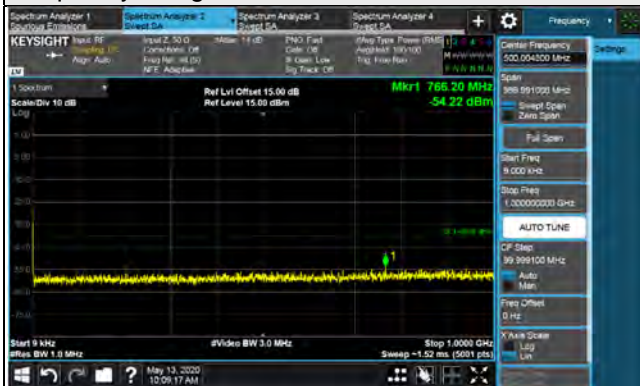 Spectrum Analyzer 1
Spurious Emissions
Spectrum Analyzer 2
Swept SA
Spectrum Analyzer 3
Swept SA
Spectrum Analyzer 4
Swept SA
+
Frequency
KEYSIGHT
Input: RF
Coupling: DC
Align: Auto
Input Z: 50 Ω
Corrections: Off
Freq Ref: Int (S)
NFE: Adaptive
#Atten: 14 dB
PNO: Fast
Gate: Off
IF Gain: Low
Sig Track: Off
#Avg Type: Power (RMS)
Avg|Hold: 100/100
Trig: Free Run
1 Spectrum
Scale/Div 10 dB
Log
Ref Lvl Offset 15.00 dB
Ref Level 15.00 dBm
Mkr1 766.20 MHz
-54.22 dBm
1
Start 9 kHz
#Res BW 1.0 MHz
#Video BW 3.0 MHz
Stop 1.0000 GHz
Sweep ~1.52 ms (5001 pts)
?
May 13, 2020
10:09:17 AM
Center Frequency
500.004500 MHz
Settings
Span
999.991000 MHz
Swept Span
Zero Span
Full Span
Start Freq
9.000 kHz
Stop Freq
1.000000000 GHz
AUTO TUNE
CF Step
99.999100 MHz
Auto
Man
Freq Offset
0 Hz
X Axis Scale
Log
Lin